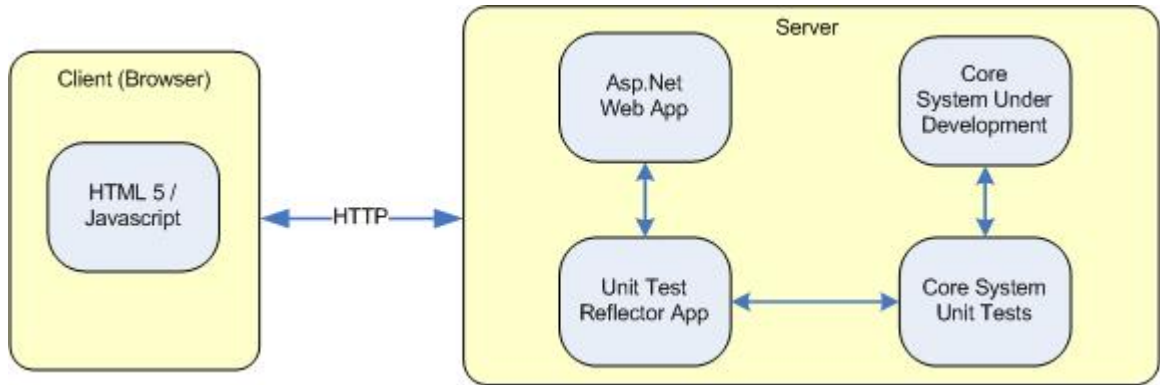 Client (Browser)
HTML 5 /
Javascript
HTTP
Server
Asp.Net
Web App
Core
System Under
Development
Unit Test
Reflector App
Core System
Unit Tests